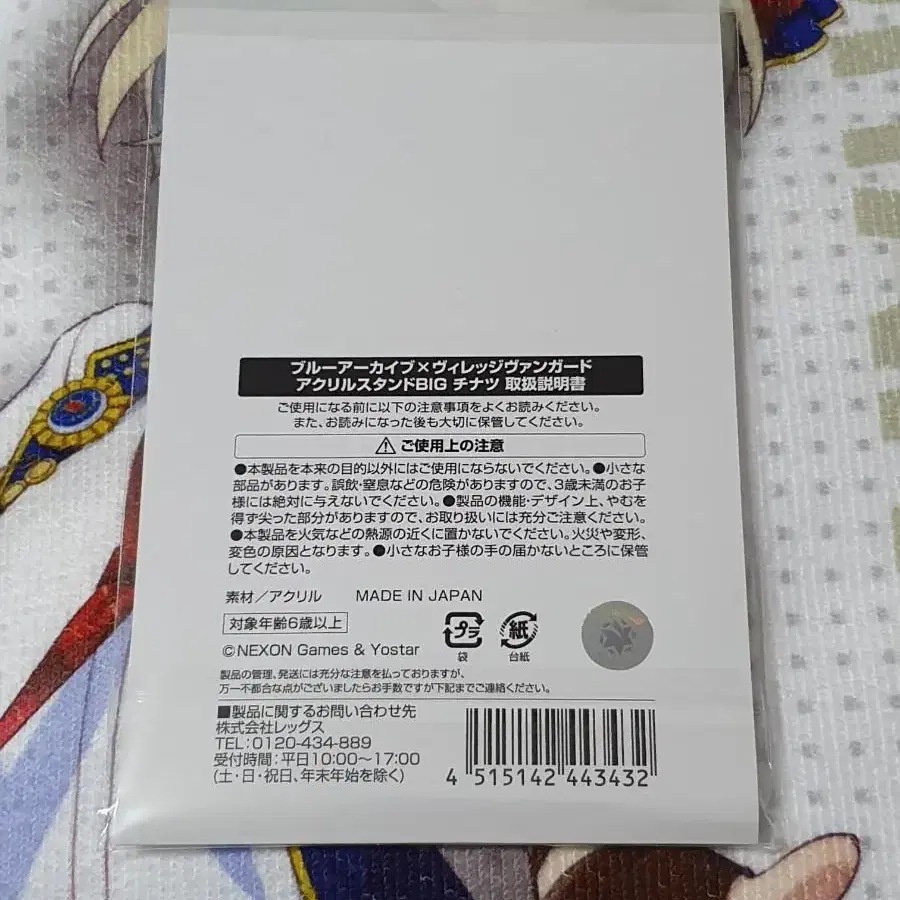 ブルーアーカイブ×ヴィレッジヴァンガード
アクリルスタンドBIG チナツ 取扱説明書
ご使用になる前に以下の注意事項をよくお読みください。
また、お読みになった後も大切に保管してください。
ご使用上の注意
●本製品を本来の目的以外にはご使用にならないでください。●小さな
部品があります。誤飲・窒息などの危険がありますので、3歳未満のお子
様には絶対に与えないでください。●製品の機能・デザイン上、やむを
得ず尖った部分がありますので、お取り扱いには充分ご注意ください。
●本製品を火気などの熱源の近くに置かないでください。火災や変形、
変色の原因となります。●小さなお子様の手の届かないところに保管
してください。
素材/アクリル MADE IN JAPAN
対象年齢6歳以上
プラ 紙
袋 台紙
©NEXON Games & Yostar
製品の管理、発送には充分な注意を払っておりますが、
万一不都合な点がございましたらお手数ですが下記までご連絡ください。
■製品に関するお問い合わせ先
株式会社レッグス
TEL:0120-434-889
受付時間:平日10:00~17:00
(土・日・祝日、年末年始を除く)
4 515142 443432